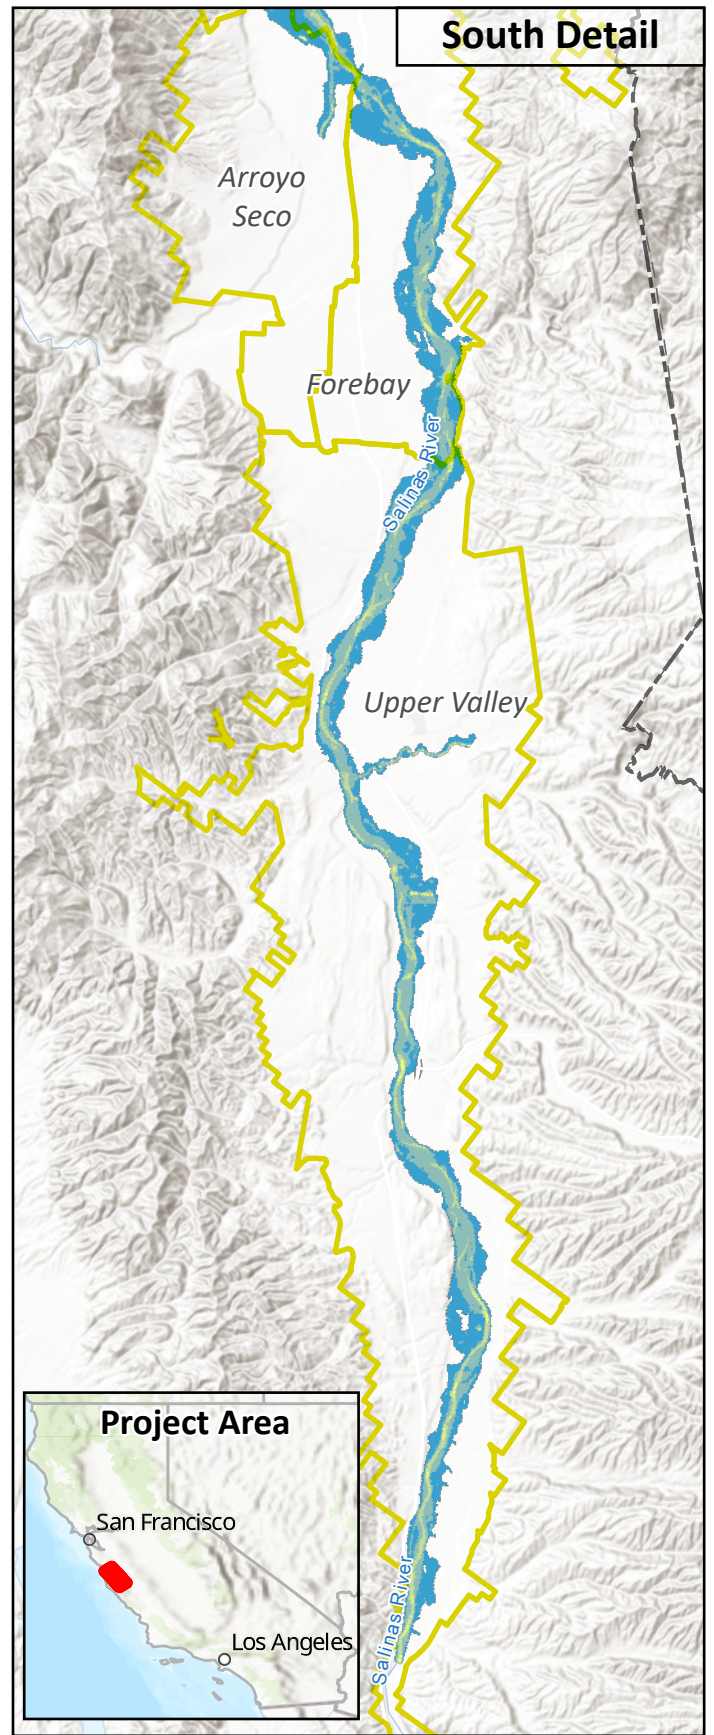 South Detail
Arroyo
Seco
Forebay
Salinas River
Upper Valley
Project Area
San Francisco
Los Angeles
Salinas River